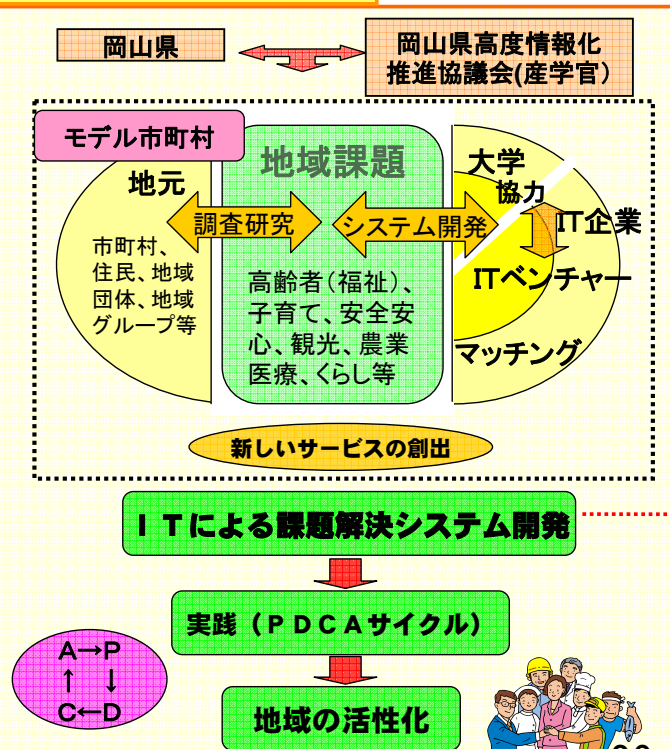 岡山県
岡山県高度情報化
推進協議会(産学官）
モデル市町村
地元
市町村、
住民、地域
団体、地域
グループ等
調査研究
地域課題
システム開発
高齢者（福祉）、
子育て、安全安
心、観光、農業
医療、くらし等
大学
協力
IT企業
ITベンチャー
マッチング
新しいサービスの創出
ＩＴによる課題解決システム開発
実践（ＰＤＣＡサイクル）
地域の活性化
A→P
↑ ↓
C←D